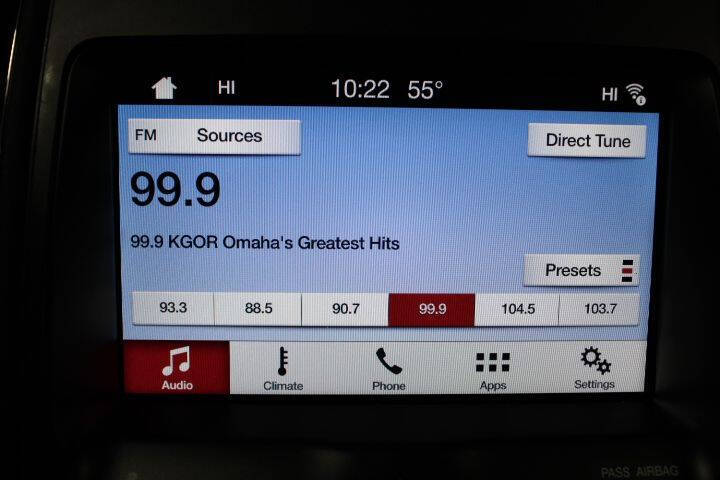 HI 10:22 55° HI
FM Sources
Direct Tune
99.9
99.9 KGOR Omaha's Greatest Hits
Presets
93.3 88.5 90.7 99.9 104.5 103.7
Audio Climate Phone Apps Settings
PASS AIRBAG